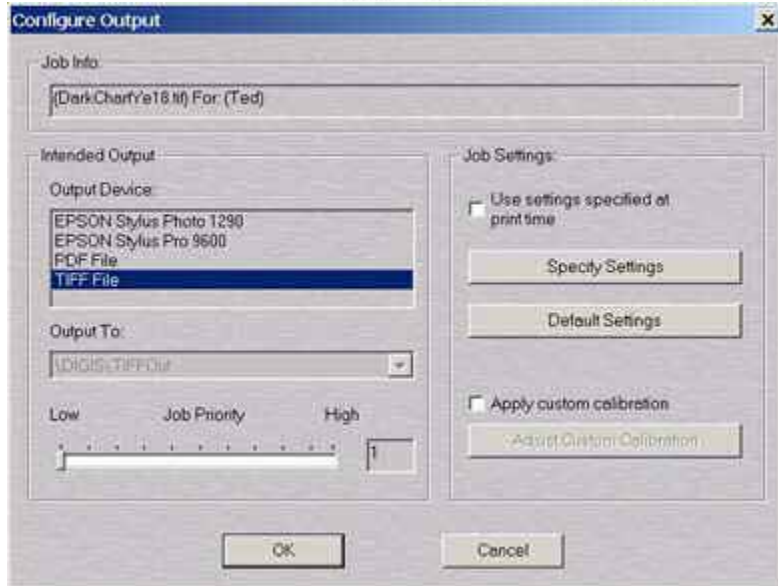 Configure Output
Job Info:
(DarkChartYe18.tif) For: (Ted)
Intended Output
Output Device:
EPSON Stylus Photo 1290
EPSON Stylus Pro 9600
PDF File
TIFF File
Output To:
\DIGIS\TIFFOut
Low Job Priority High
1
Job Settings:
Use settings specified at
print time
Specify Settings
Default Settings
Apply custom calibration
Adjust Custom Calibration
OK
Cancel